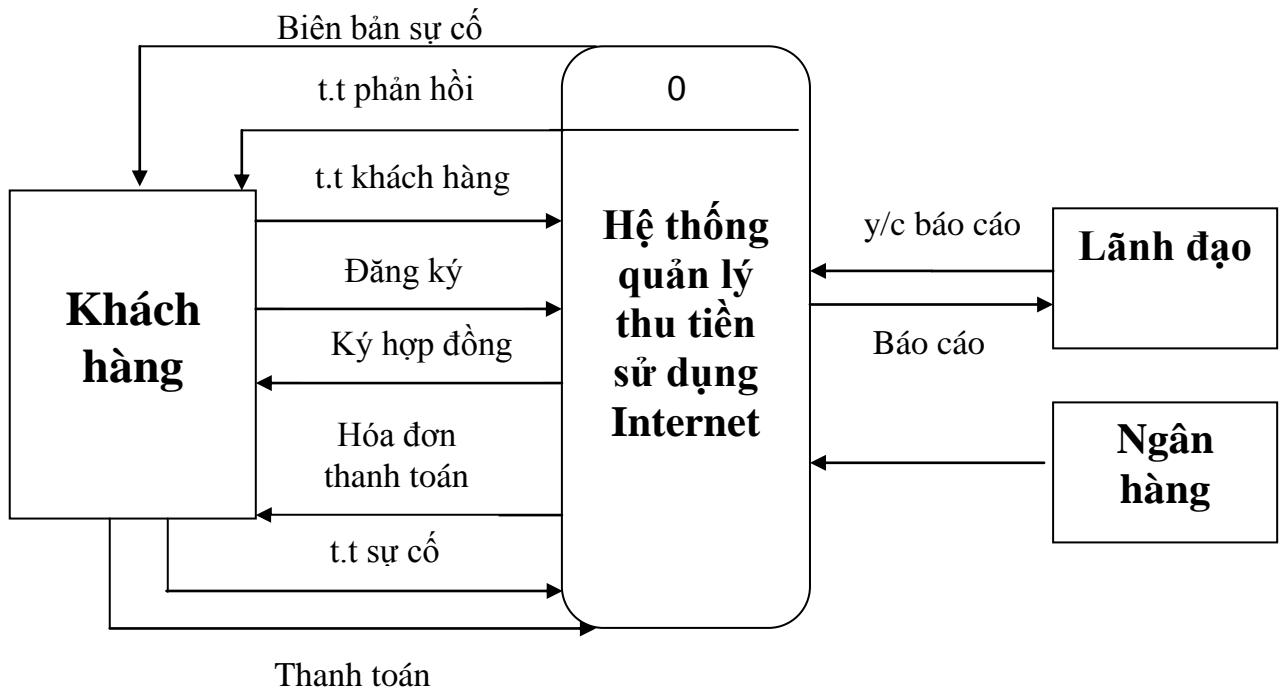 Biên bản sự cố
t.t phản hồi
0
t.t khách hàng
Đăng ký
Ký hợp đồng
Hóa đơn
thanh toán
t.t sự cố
Thanh toán
Khách
hàng
Hệ thống
quản lý
thu tiền
sử dụng
Internet
y/c báo cáo
Báo cáo
Lãnh đạo
Ngân
hàng